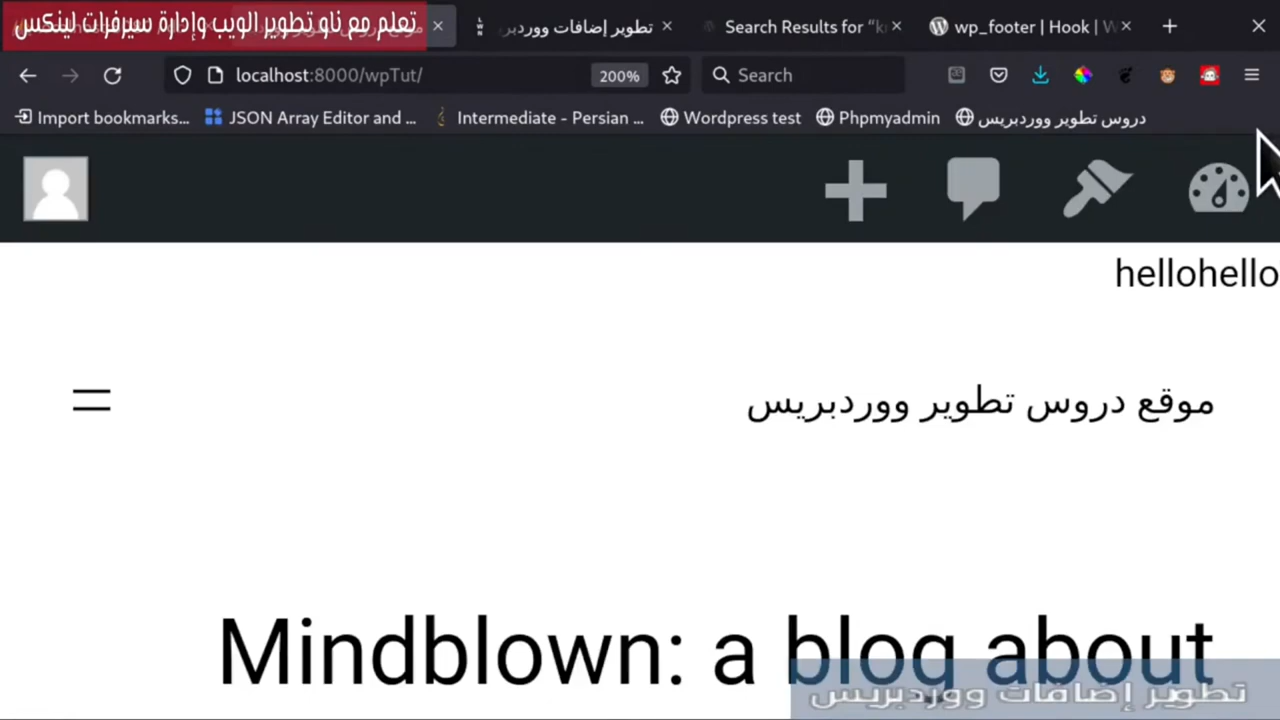 تعلم مع ناو تطوير الويب وإدارة سيرفرات لينكس
تطوير إضافات ووردبر
Search Results for “kr
wp_footer | Hook | W
localhost:8000/wpTut/
200%
Search
Import bookmarks...
JSON Array Editor and ...
Intermediate - Persian ...
Wordpress test
Phpmyadmin
دروس تطوير ووردبريس
hellohello
موقع دروس تطوير ووردبريس
Mindblown: a blog about
تطوير إضافات ووردبريس